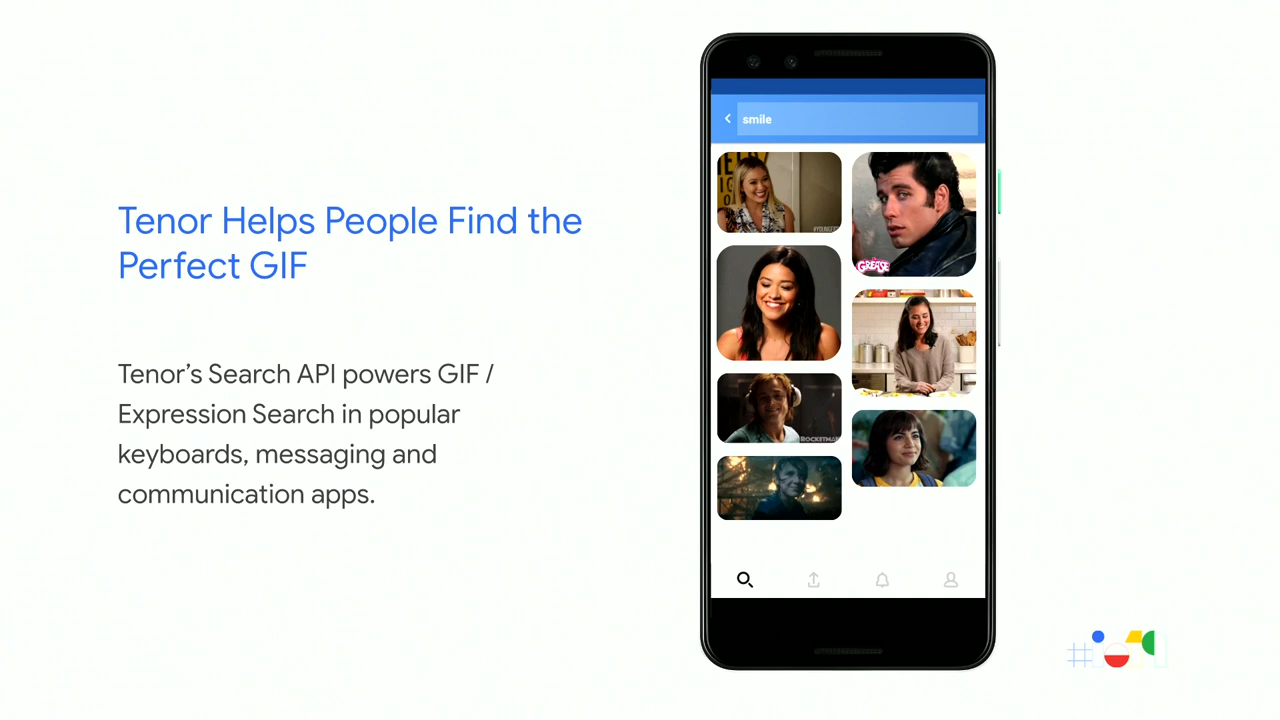 Tenor Helps People Find the
Perfect GIF
Tenor’s Search API powers GIF /
Expression Search in popular
keyboards, messaging and
communication apps.
smile
GREASE
ROCKETMAN
#io19